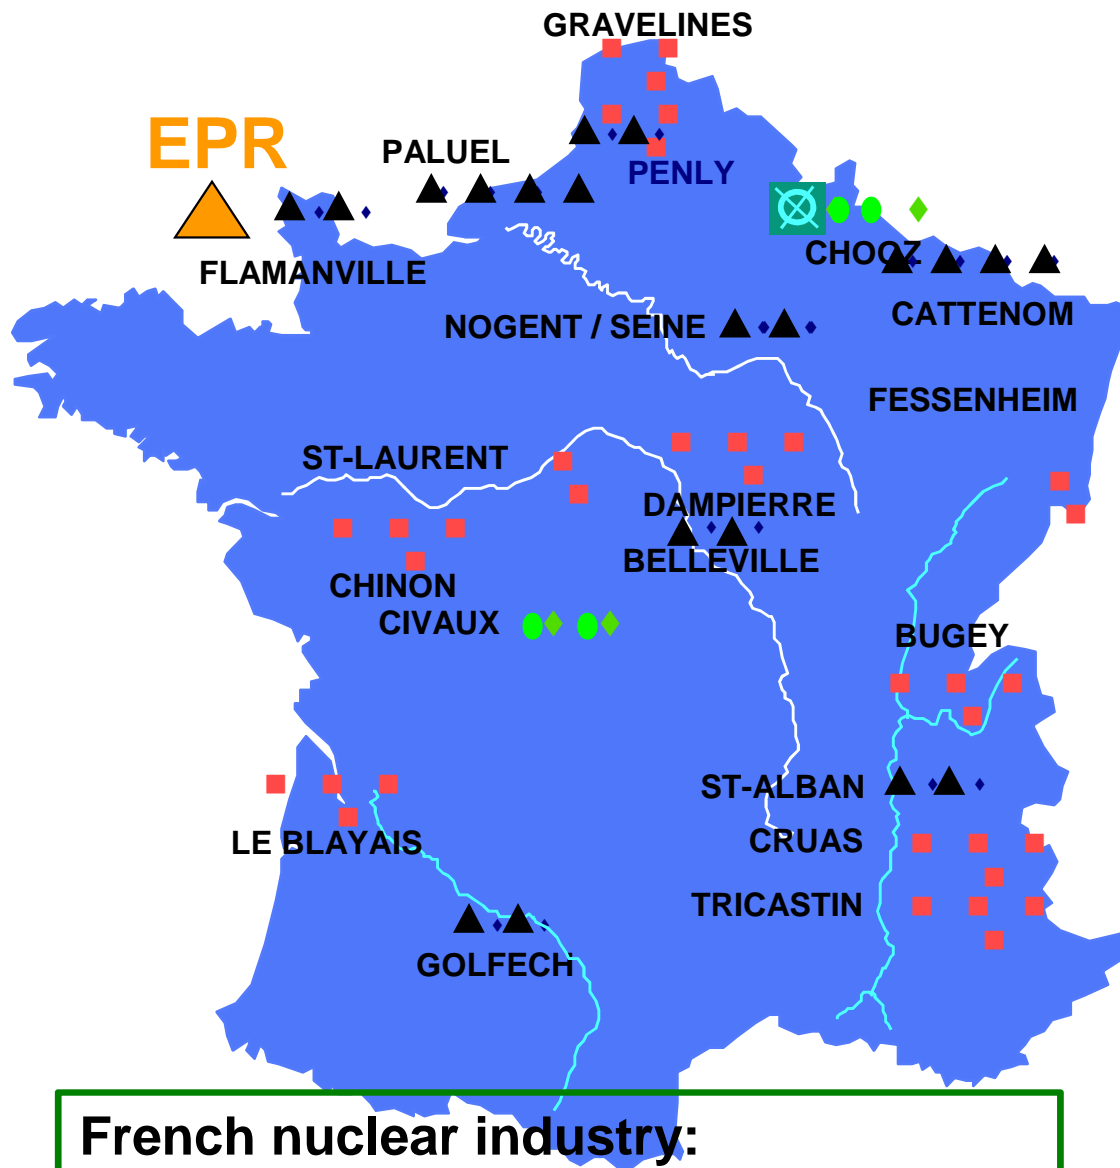 GRAVELINES
EPR
PALUEL
PENLY
FLAMANVILLE
CHOOZ
CATTENOM
NOGENT / SEINE
FESSENHEIM
ST-LAURENT
DAMPIERRE
BELLEVILLE
CHINON
CIVAUX
BUGEY
ST-ALBAN
CRUAS
LE BLAYAIS
TRICASTIN
GOLFECH
French nuclear industry: